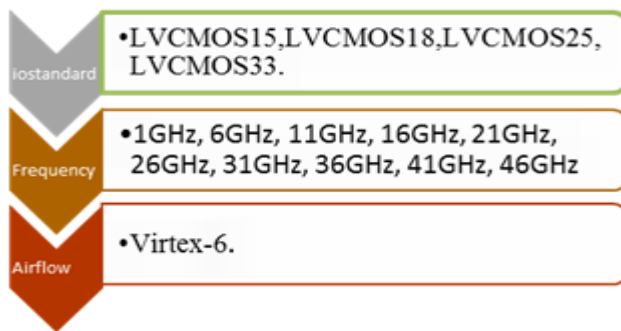 iostandard
•LVCMOS15,LVCMOS18,LVCMOS25,
LVCMOS33.
Frequency
•1GHz, 6GHz, 11GHz, 16GHz, 21GHz,
26GHz, 31GHz, 36GHz, 41GHz, 46GHz
Airflow
•Virtex-6.